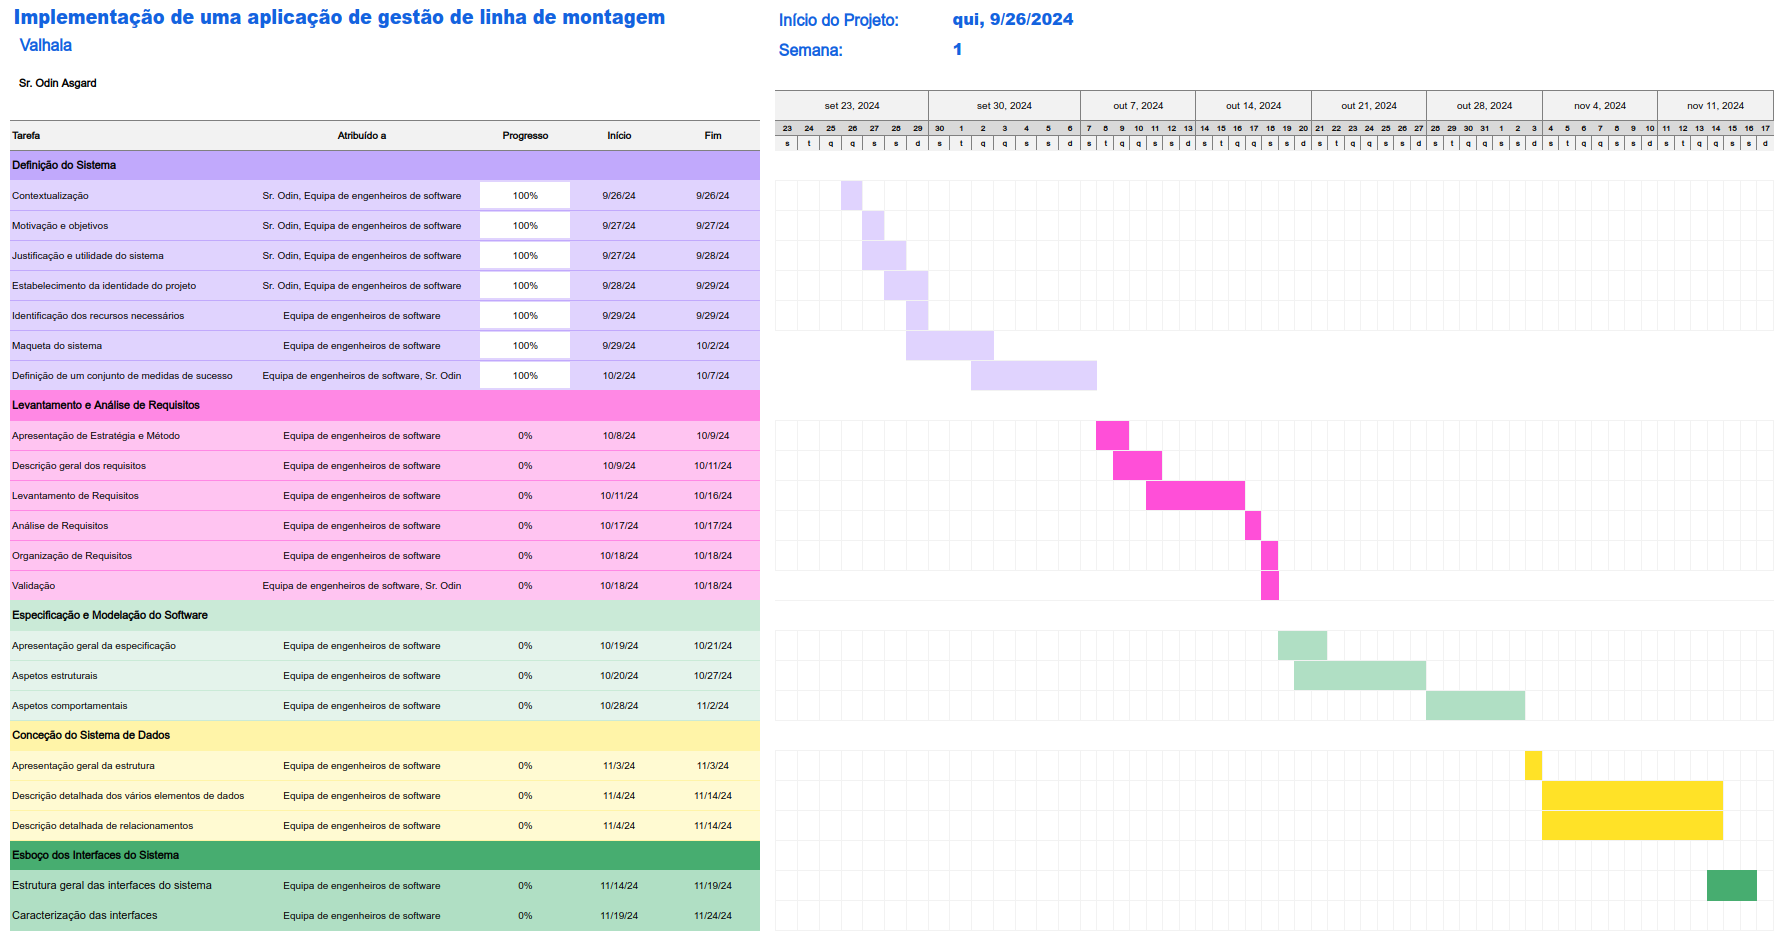 Implementação de uma aplicação de gestão de linha de montagem
Início do Projeto: qui, 9/26/2024
Valhala
Semana: 1
Sr. Odin Asgard
set 23, 2024 set 30, 2024 out 7, 2024 out 14, 2024 out 21, 2024 out 28, 2024 nov 4, 2024 nov 11, 2024
23 24 25 26 27 28 29 30 1 2 3 4 5 6 7 8 9 10 11 12 13 14 15 16 17 18 19 20 21 22 23 24 25 26 27 28 29 30 31 1 2 3 4 5 6 7 8 9 10 11 12 13 14 15 16 17
Tarefa Atribuído a Progresso Início Fim
s t q q s s d s t q q s s d s t q q s s d s t q q s s d s t q q s s d s t q q s s d s t q q s s d s t q q s s d
Definição do Sistema
Contextualização Sr. Odin, Equipa de engenheiros de software 100% 9/26/24 9/26/24
Motivação e objetivos Sr. Odin, Equipa de engenheiros de software 100% 9/27/24 9/27/24
Justificação e utilidade do sistema Sr. Odin, Equipa de engenheiros de software 100% 9/27/24 9/28/24
Estabelecimento da identidade do projeto Sr. Odin, Equipa de engenheiros de software 100% 9/28/24 9/29/24
Identificação dos recursos necessários Equipa de engenheiros de software 100% 9/29/24 9/29/24
Maqueta do sistema Equipa de engenheiros de software 100% 9/29/24 10/2/24
Definição de um conjunto de medidas de sucesso Equipa de engenheiros de software, Sr. Odin 100% 10/2/24 10/7/24
Levantamento e Análise de Requisitos
Apresentação de Estratégia e Método Equipa de engenheiros de software 0% 10/8/24 10/9/24
Descrição geral dos requisitos Equipa de engenheiros de software 0% 10/9/24 10/11/24
Levantamento de Requisitos Equipa de engenheiros de software 0% 10/11/24 10/16/24
Análise de Requisitos Equipa de engenheiros de software 0% 10/17/24 10/17/24
Organização de Requisitos Equipa de engenheiros de software 0% 10/18/24 10/18/24
Validação Equipa de engenheiros de software, Sr. Odin 0% 10/18/24 10/18/24
Especificação e Modelação do Software
Apresentação geral da especificação Equipa de engenheiros de software 0% 10/19/24 10/21/24
Aspetos estruturais Equipa de engenheiros de software 0% 10/20/24 10/27/24
Aspetos comportamentais Equipa de engenheiros de software 0% 10/28/24 11/2/24
Conceção do Sistema de Dados
Apresentação geral da estrutura Equipa de engenheiros de software 0% 11/3/24 11/3/24
Descrição detalhada dos vários elementos de dados Equipa de engenheiros de software 0% 11/4/24 11/14/24
Descrição detalhada de relacionamentos Equipa de engenheiros de software 0% 11/4/24 11/14/24
Esboço dos Interfaces do Sistema
Estrutura geral das interfaces do sistema Equipa de engenheiros de software 0% 11/14/24 11/19/24
Caracterização das interfaces Equipa de engenheiros de software 0% 11/19/24 11/24/24